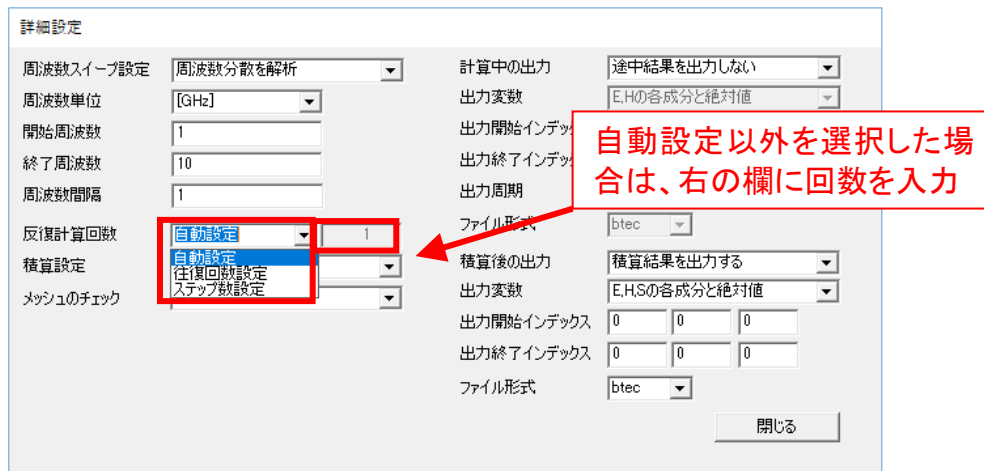 詳細設定
周波数スイープ設定 周波数分散を解析
周波数単位 [GHz]
開始周波数 1
終了周波数 10
周波数間隔 1
反復計算回数 自動設定 1
自動設定
往復回数設定
ステップ数設定
積算設定
メッシュのチェック
計算中の出力 途中結果を出力しない
出力変数 E,Hの各成分と絶対値
出力開始インデッ
出力終了インデッ
出力周期
ファイル形式 btec
積算後の出力 積算結果を出力する
出力変数 E,H,Sの各成分と絶対値
出力開始インデックス 0 0 0
出力終了インデックス 0 0 0
ファイル形式 btec
閉じる
自動設定以外を選択した場
合は、右の欄に回数を入力